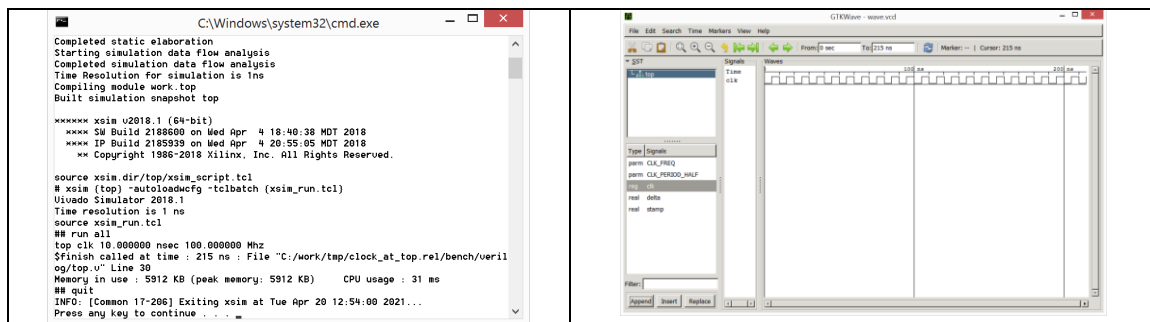 C:\Windows\system32\cmd.exe
Completed static elaboration
Starting simulation data flow analysis
Completed simulation data flow analysis
Time Resolution for simulation is 1ns
Compiling module work.top
Built simulation snapshot top
****** xsim v2018.1 (64-bit)
**** SW Build 2188600 on Wed Apr  4 18:40:38 MDT 2018
**** IP Build 2185939 on Wed Apr  4 20:55:05 MDT 2018
** Copyright 1986-2018 Xilinx, Inc. All Rights Reserved.
source xsim.dir/top/xsim_script.tcl
# xsim {top} -autoloadwcfg -tclbatch {xsim_run.tcl}
Vivado Simulator 2018.1
Time resolution is 1 ns
source xsim_run.tcl
## run all
top clk 10.000000 nsec 100.000000 Mhz
$finish called at time : 215 ns : File "C:/work/tmp/clock_at_top.rel/bench/veril
og/top.v" Line 30
Memory in use : 5912 KB (peak memory: 5912 KB)     CPU usage : 31 ms
## quit
INFO: [Common 17-206] Exiting xsim at Tue Apr 20 12:54:00 2021...
Press any key to continue . . .
GTKWave - wave.vcd
File Edit Search Time Markers View Help
From: 0 sec To: 215 ns Marker: -- | Cursor: 215 ns
SST
top
Type Signals
parm CLK_FREQ
parm CLK_PERIOD_HALF
reg clk
real delta
real stamp
Filter:
Append Insert Replace
Signals
Time
clk
Waves
100 ns 200 ns